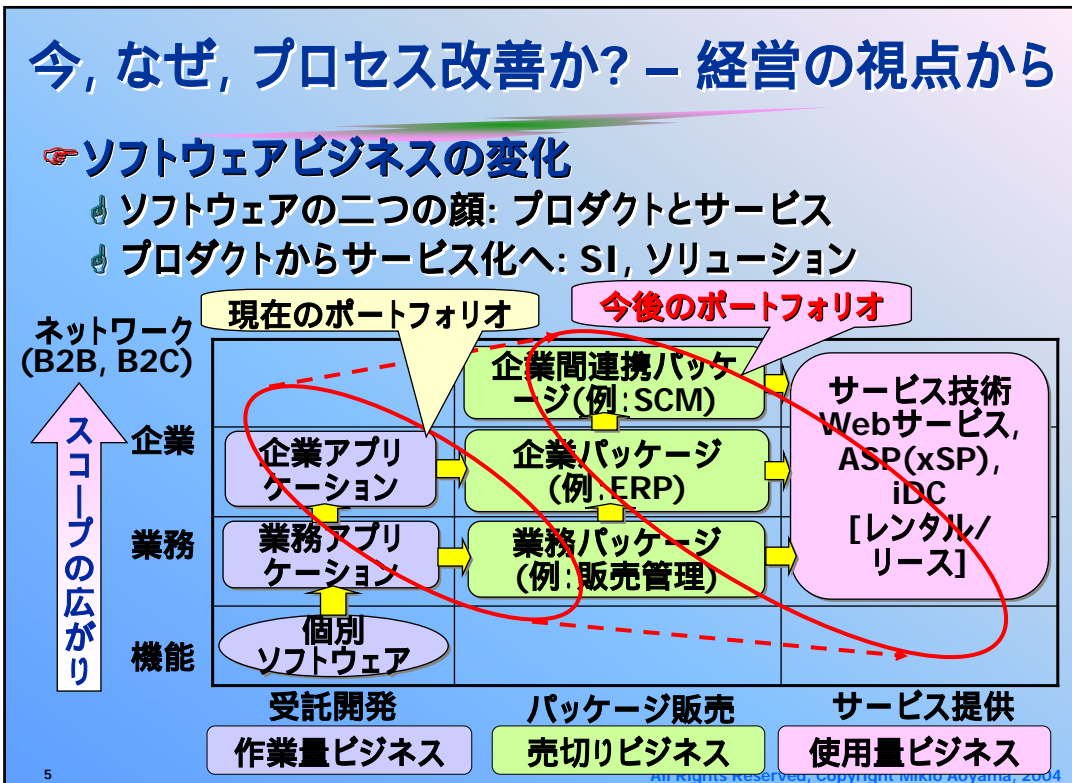 今, なぜ, プロセス改善か? – 経営の視点から
☞ソフトウェアビジネスの変化
ソフトウェアの二つの顔: プロダクトとサービス
プロダクトからサービス化へ: SI, ソリューション
現在のポートフォリオ
今後のポートフォリオ
ネットワーク
(B2B, B2C)
企業
業務
機能
スコープの広がり
企業間連携パッケ
ージ(例:SCM)
企業アプリ
ケーション
企業パッケージ
(例:ERP)
業務アプリ
ケーション
業務パッケージ
(例:販売管理)
個別
ソフトウェア
サービス技術
Webサービス,
ASP(xSP),
iDC
[レンタル/
リース]
受託開発
パッケージ販売
サービス提供
作業量ビジネス
売切りビジネス
使用量ビジネス
5
All Rights Reserved, Copyright Mikio Aoyama, 2004